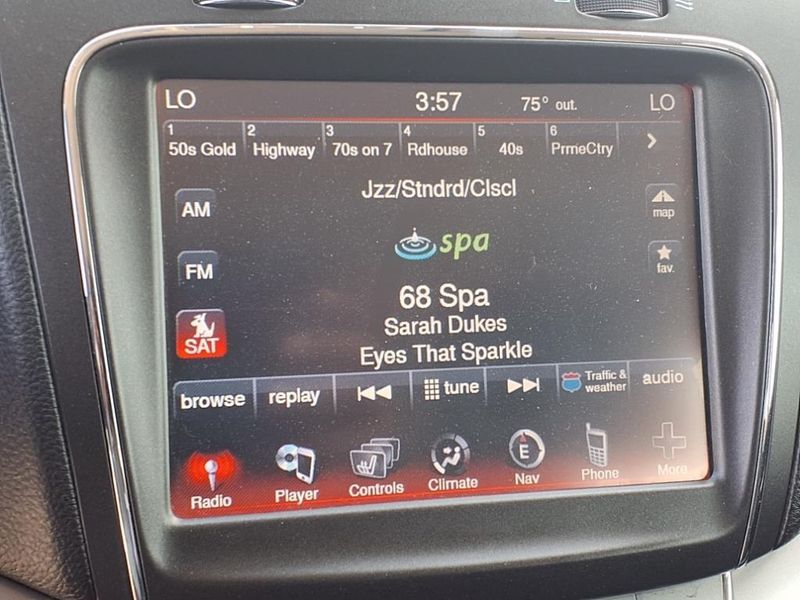 LO 3:57 75° out. LO
1 2 3 4 5 6
50s Gold Highway 70s on 7 Rdhouse 40s PrmeCtry >
Jzz/Stndrd/Clscl
AM
map
spa
FM
fav.
68 Spa
Sarah Dukes
SAT
Eyes That Sparkle
browse replay tune Traffic & weather audio
E
Radio Player Controls Climate Nav Phone More